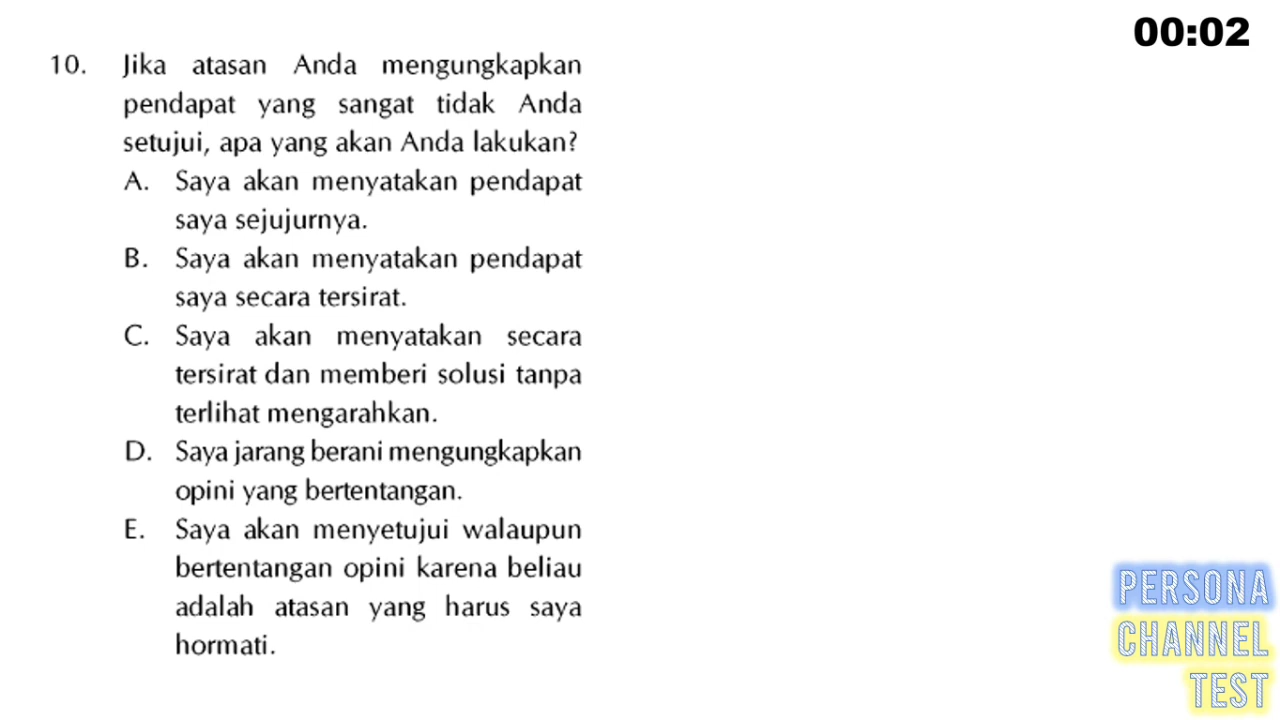 00:02
10. Jika atasan Anda mengungkapkan
pendapat yang sangat tidak Anda
setujui, apa yang akan Anda lakukan?
A. Saya akan menyatakan pendapat
saya sejujurnya.
B. Saya akan menyatakan pendapat
saya secara tersirat.
C. Saya akan menyatakan secara
tersirat dan memberi solusi tanpa
terlihat mengarahkan.
D. Saya jarang berani mengungkapkan
opini yang bertentangan.
E. Saya akan menyetujui walaupun
bertentangan opini karena beliau
adalah atasan yang harus saya
hormati.
PERSONA
CHANNEL
TEST